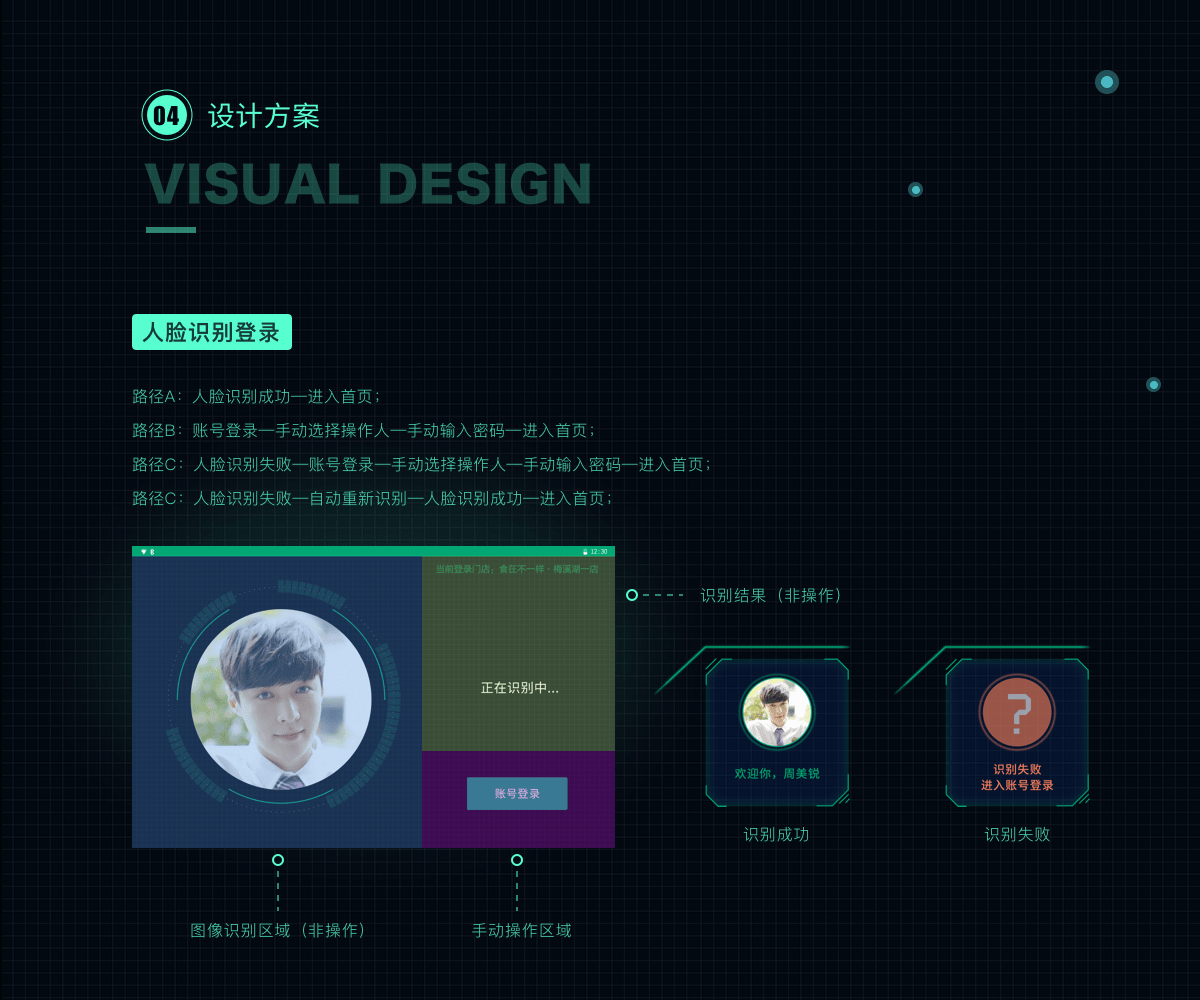 04 设计方案
VISUAL DESIGN
人脸识别登录
路径A：人脸识别成功—进入首页；
路径B：账号登录—手动选择操作人—手动输入密码—进入首页；
路径C：人脸识别失败—账号登录—手动选择操作人—手动输入密码—进入首页；
路径C：人脸识别失败—自动重新识别—人脸识别成功—进入首页；
12:30
当前登录门店：食在不一样 - 梅溪湖一店
正在识别中...
账号登录
识别结果（非操作）
欢迎你，周美锐
识别成功
?
识别失败
进入账号登录
识别失败
图像识别区域（非操作）
手动操作区域